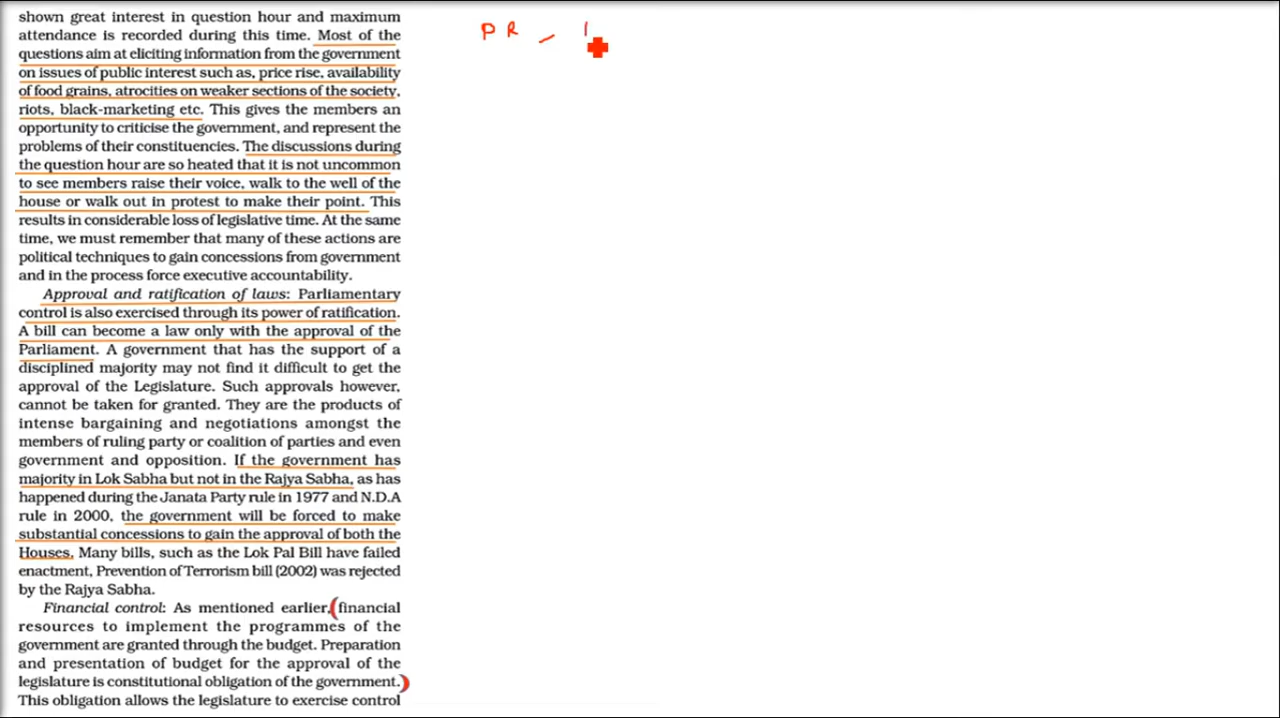 shown great interest in question hour and maximum
attendance is recorded during this time. Most of the
questions aim at eliciting information from the government
on issues of public interest such as, price rise, availability
of food grains, atrocities on weaker sections of the society,
riots, black-marketing etc. This gives the members an
opportunity to criticise the government, and represent the
problems of their constituencies. The discussions during
the question hour are so heated that it is not uncommon
to see members raise their voice, walk to the well of the
house or walk out in protest to make their point. This
results in considerable loss of legislative time. At the same
time, we must remember that many of these actions are
political techniques to gain concessions from government
and in the process force executive accountability.
Approval and ratification of laws: Parliamentary
control is also exercised through its power of ratification.
A bill can become a law only with the approval of the
Parliament. A government that has the support of a
disciplined majority may not find it difficult to get the
approval of the Legislature. Such approvals however,
cannot be taken for granted. They are the products of
intense bargaining and negotiations amongst the
members of ruling party or coalition of parties and even
government and opposition. If the government has
majority in Lok Sabha but not in the Rajya Sabha, as has
happened during the Janata Party rule in 1977 and N.D.A
rule in 2000, the government will be forced to make
substantial concessions to gain the approval of both the
Houses. Many bills, such as the Lok Pal Bill have failed
enactment, Prevention of Terrorism bill (2002) was rejected
by the Rajya Sabha.
Financial control: As mentioned earlier, financial
resources to implement the programmes of the
government are granted through the budget. Preparation
and presentation of budget for the approval of the
legislature is constitutional obligation of the government.
This obligation allows the legislature to exercise control
PR -